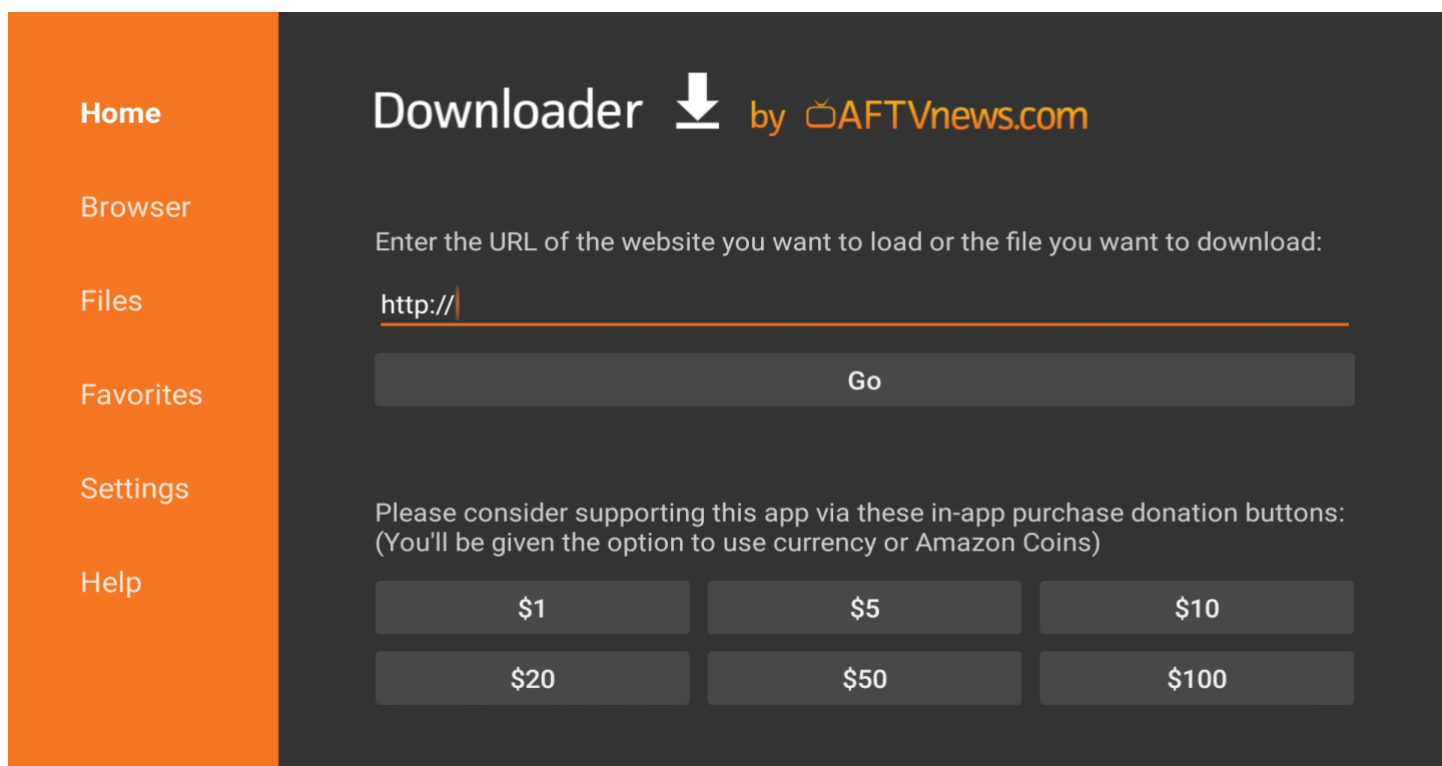 Home
Browser
Files
Favorites
Settings
Help
Downloader by AFTVnews.com
Enter the URL of the website you want to load or the file you want to download:
http://
Go
Please consider supporting this app via these in-app purchase donation buttons:
(You'll be given the option to use currency or Amazon Coins)
$1 $5 $10
$20 $50 $100